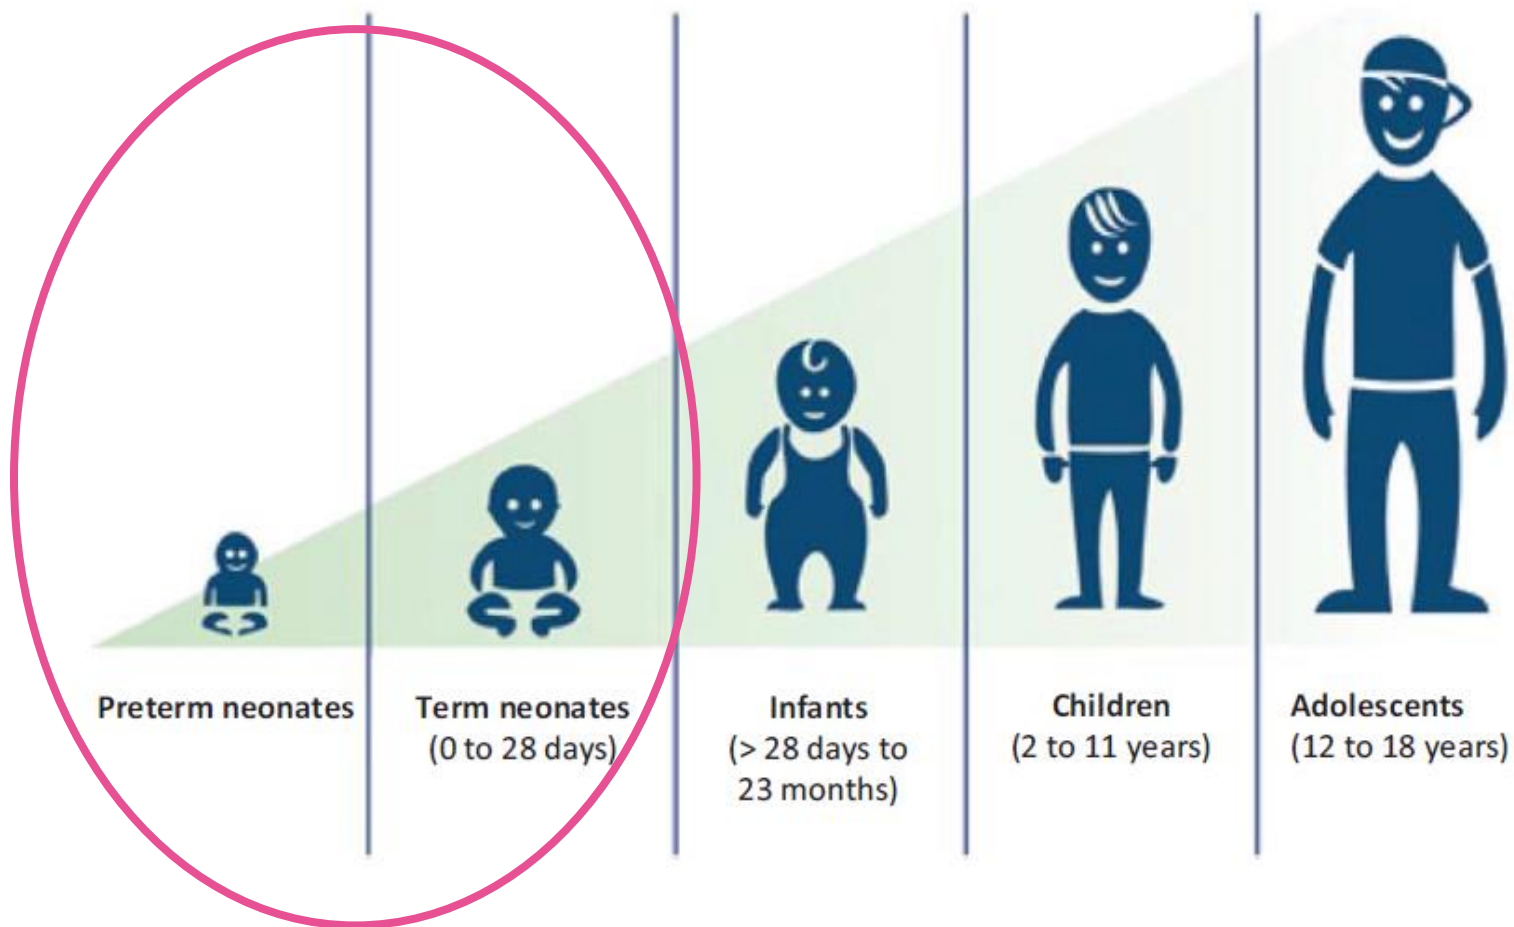 Preterm neonates
Term neonates
(0 to 28 days)
Infants
(> 28 days to
23 months)
Children
(2 to 11 years)
Adolescents
(12 to 18 years)